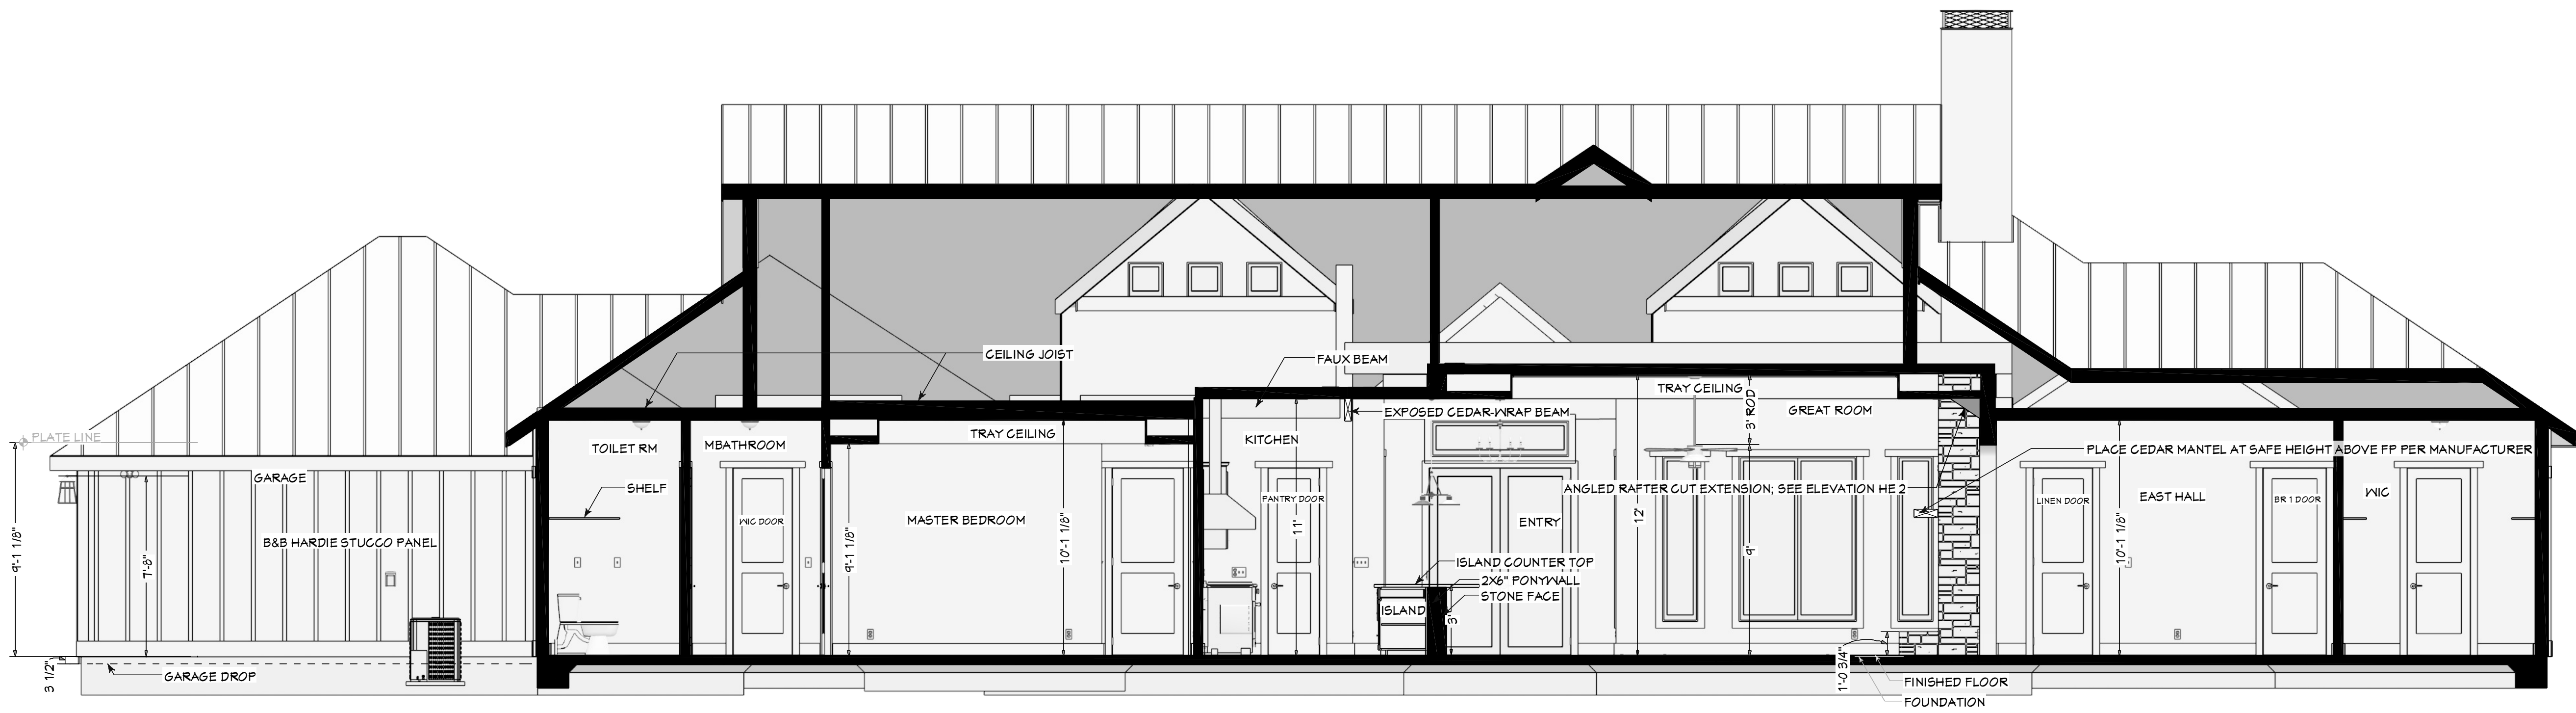 CEILING JOIST
FAUX BEAM
TRAY CEILING
3' ROD
GREAT ROOM
EXPOSED CEDAR-WRAP BEAM
PLATE LINE
TOILET RM
MBATHROOM
TRAY CEILING
KITCHEN
PLACE CEDAR MANTEL AT SAFE HEIGHT ABOVE FP PER MANUFACTURER
GARAGE
SHELF
ANGLED RAFTER CUT EXTENSION; SEE ELEVATION HE 2
PANTRY DOOR
LINEN DOOR
EAST HALL
BR 1 DOOR
WIC
WIC DOOR
MASTER BEDROOM
ENTRY
11'
12'
9'
9'-1 1/8"
7'-8"
B&B HARDIE STUCCO PANEL
9'-1 1/8"
10'-1 1/8"
10'-1 1/8"
ISLAND COUNTER TOP
2X6" PONYWALL
STONE FACE
ISLAND
3'
3 1/2"
GARAGE DROP
1'-0 3/4"
FINISHED FLOOR
FOUNDATION